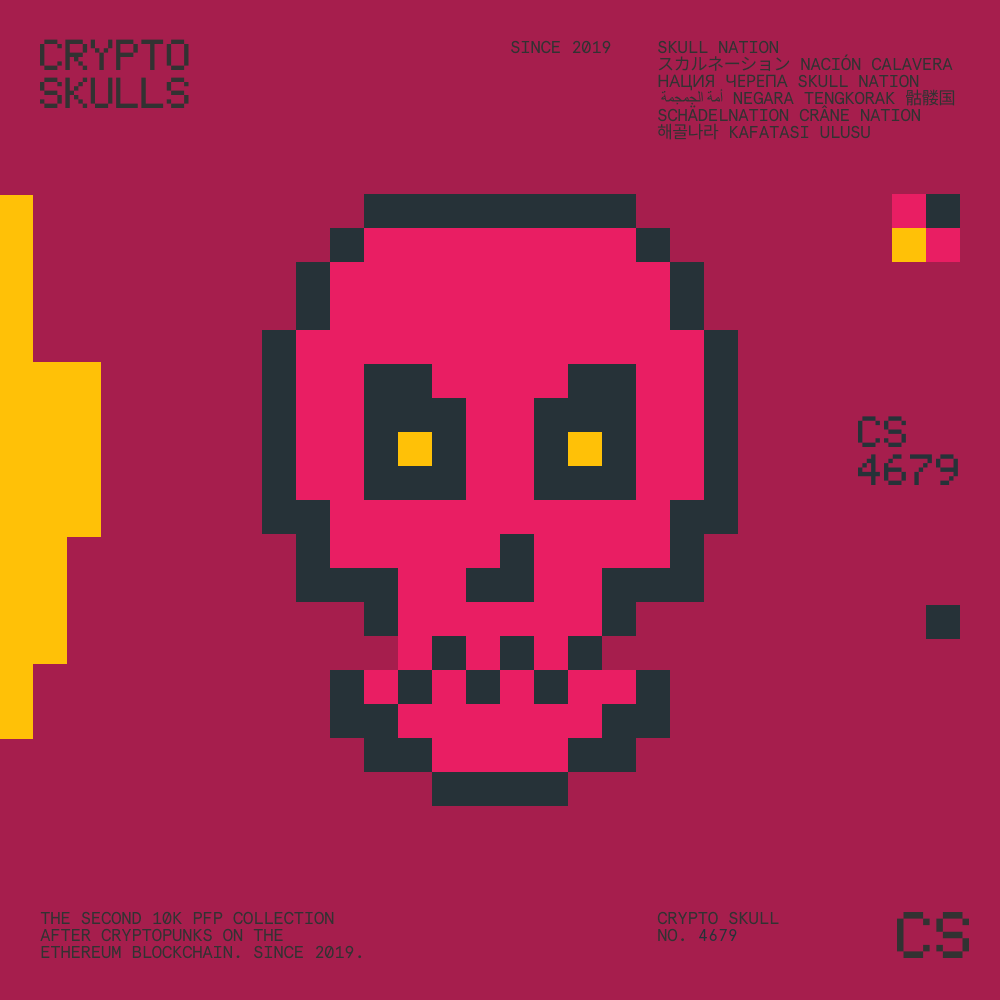 CRYPTO
SKULLS
SINCE 2019
SKULL NATION
スカルネーション NACIÓN CALAVERA
НАЦИЯ ЧЕРЕПА SKULL NATION
أمة الجمجمة NEGARA TENGKORAK 骷髅国
SCHÄDELNATION CRÂNE NATION
해골나라 KAFATASI ULUSU
CS
4679
THE SECOND 10K PFP COLLECTION
AFTER CRYPTOPUNKS ON THE
ETHEREUM BLOCKCHAIN. SINCE 2019.
CRYPTO SKULL
NO. 4679
CS